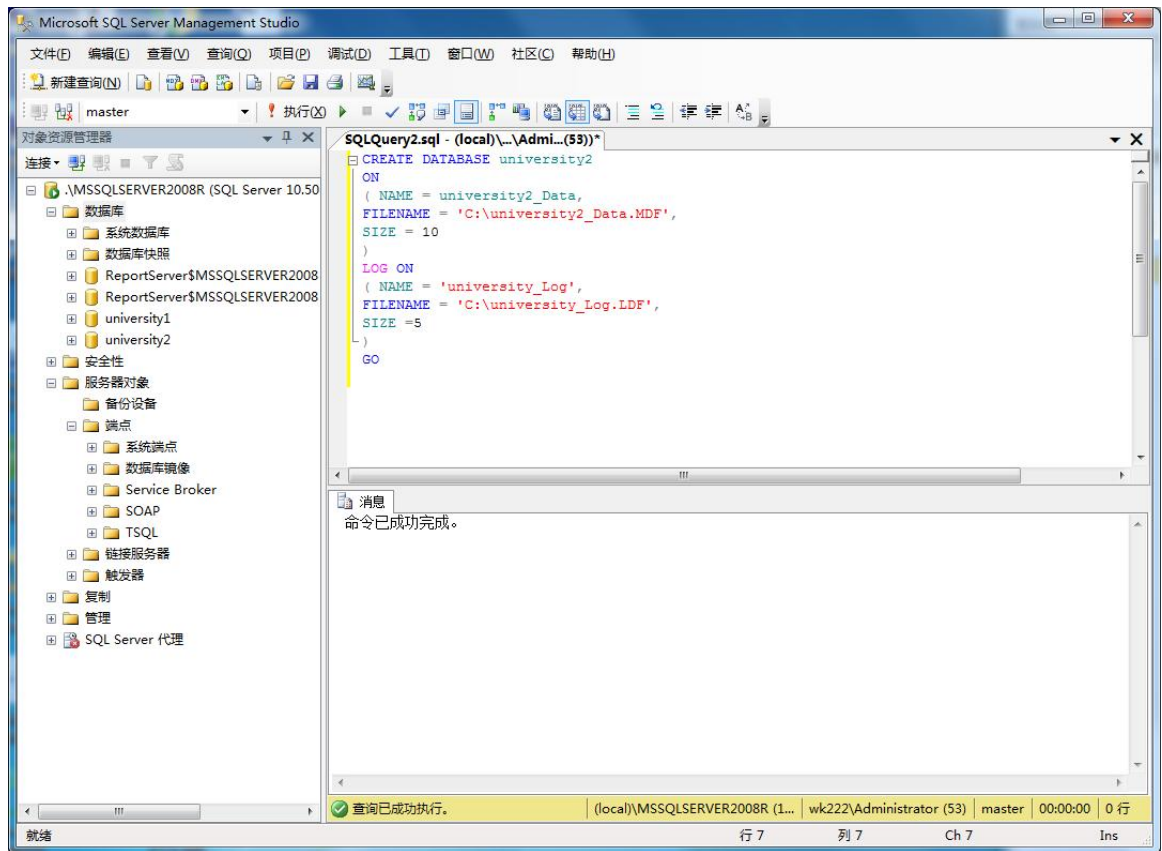 Microsoft SQL Server Management Studio
文件(F) 编辑(E) 查看(V) 查询(Q) 项目(P) 调试(D) 工具(T) 窗口(W) 社区(C) 帮助(H)
新建查询(N)
master 执行(X)
对象资源管理器
连接
.\MSSQLSERVER2008R (SQL Server 10.50
数据库
系统数据库
数据库快照
ReportServer$MSSQLSERVER2008
ReportServer$MSSQLSERVER2008
university1
university2
安全性
服务器对象
备份设备
端点
系统端点
数据库镜像
Service Broker
SOAP
TSQL
链接服务器
触发器
复制
管理
SQL Server 代理
SQLQuery2.sql - (local)\...\Admi...(53))*
CREATE DATABASE university2
ON
( NAME = university2_Data,
FILENAME = 'C:\university2_Data.MDF',
SIZE = 10
)
LOG ON
( NAME = 'university_Log',
FILENAME = 'C:\university_Log.LDF',
SIZE =5
)
GO
消息
命令已成功完成。
查询已成功执行。 (local)\MSSQLSERVER2008R (1... wk222\Administrator (53) master 00:00:00 0 行
就绪 行 7 列 7 Ch 7 Ins